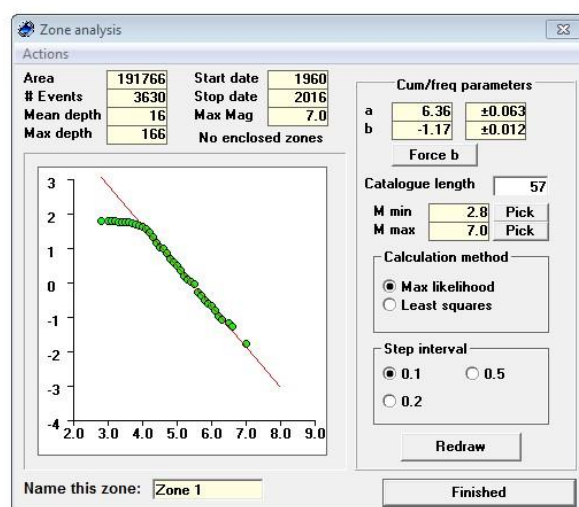 Zone analysis
Actions
Area 191766 Start date 1960
# Events 3630 Stop date 2016
Mean depth 16 Max Mag 7.0
Max depth 166 No enclosed zones
Cum/freq parameters
a 6.36 ±0.063
b -1.17 ±0.012
Force b
Catalogue length 57
M min 2.8 Pick
M max 7.0 Pick
Calculation method
Max likelihood
Least squares
Step interval
0.1 0.5
0.2
Redraw
3
2
1
0
-1
-2
-3
-4
2.0 3.0 4.0 5.0 6.0 7.0 8.0 9.0
Name this zone: Zone 1
Finished